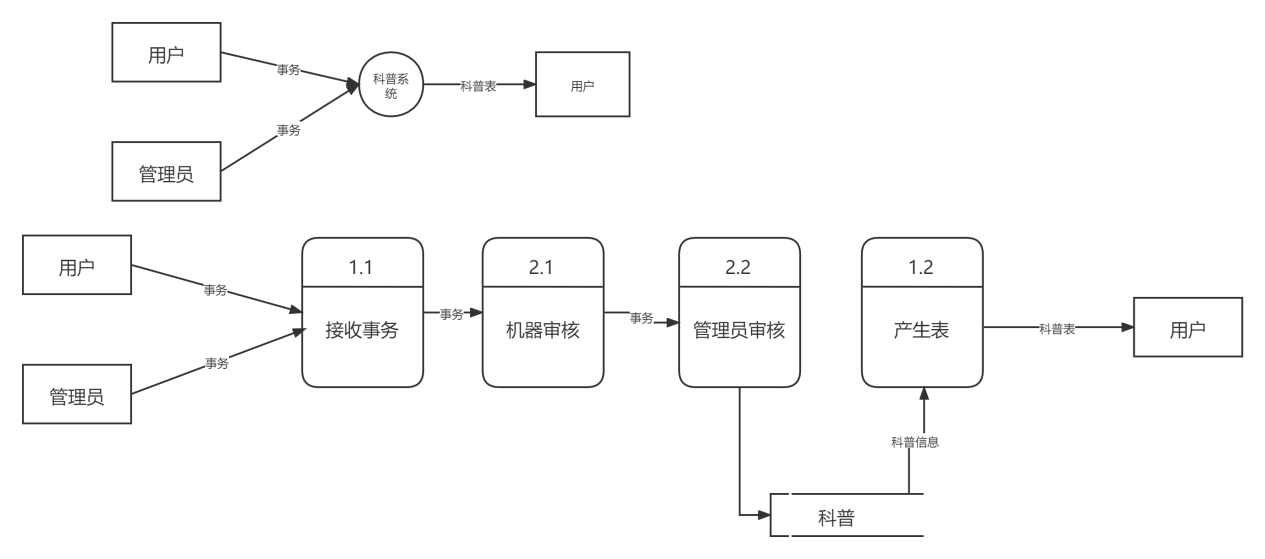 用户
事务
科普系
统
科普表
用户
事务
管理员
用户
事务
1.1
接收事务
事务
2.1
机器审核
事务
2.2
管理员审核
1.2
产生表
科普表
用户
事务
管理员
科普信息
科普